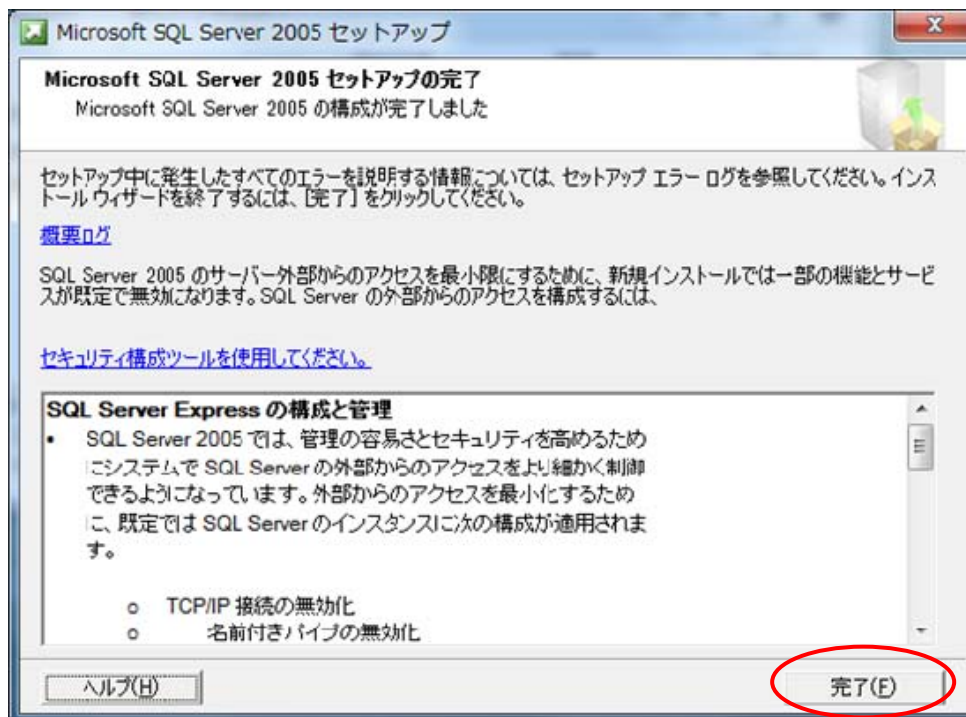 Microsoft SQL Server 2005 セットアップ
Microsoft SQL Server 2005 セットアップの完了
Microsoft SQL Server 2005 の構成が完了しました
セットアップ中に発生したすべてのエラーを説明する情報については、セットアップ エラー ログを参照してください。インス
トール ウィザードを終了するには、[完了] をクリックしてください。
概要ログ
SQL Server 2005 のサーバー外部からのアクセスを最小限にするために、新規インストールでは一部の機能とサービ
スが既定で無効になります。SQL Server の外部からのアクセスを構成するには、
セキュリティ構成ツールを使用してください。
SQL Server Express の構成と管理
• SQL Server 2005 では、管理の容易さとセキュリティを高めるため
にシステムで SQL Server の外部からのアクセスをより細かく制御
できるようになっています。外部からのアクセスを最小化するため
に、既定では SQL Server のインスタンスに次の構成が適用されま
す。
o TCP/IP 接続の無効化
o 名前付きパイプの無効化
ヘルプ(H)
完了(F)